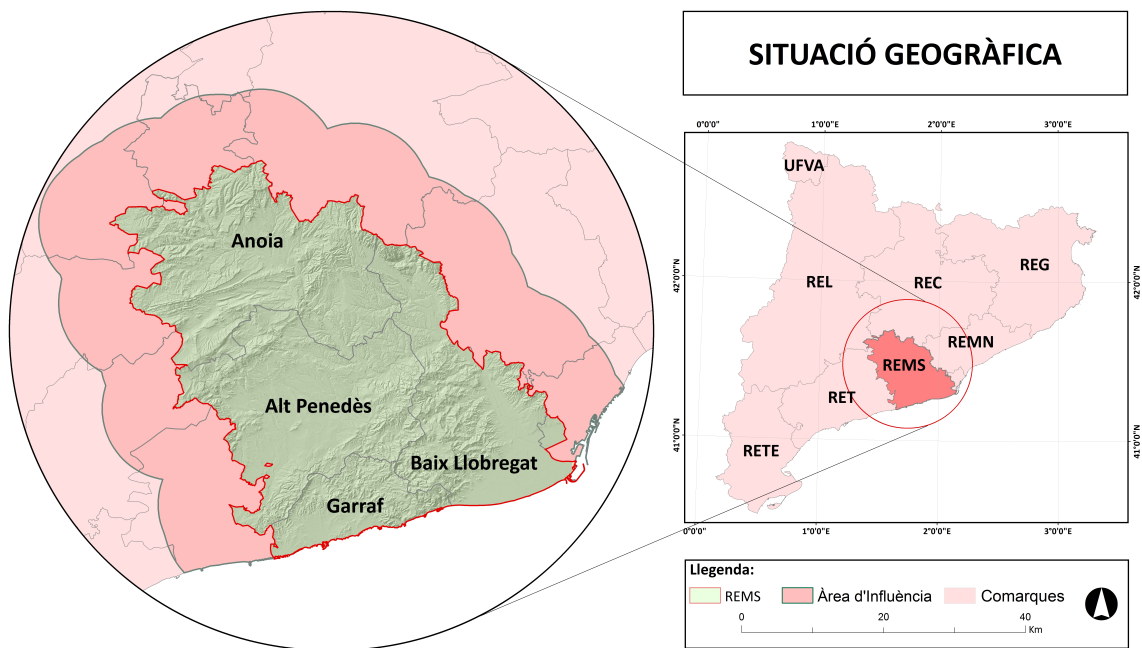 SITUACIÓ GEOGRÀFICA
0°0'0" 1°0'0"E 2°0'0"E 3°0'0"E
UFVA
Anoia
REG
REL
REC
42°0'0"N
42°0'0"N
REMN
REMS
Alt Penedès
RET
41°0'0"N
41°0'0"N
RETE
Baix Llobregat
Garraf
0°0'0" 1°0'0"E 2°0'0"E 3°0'0"E
Llegenda:
REMS Àrea d'Influència Comarques
0 20 40
Km